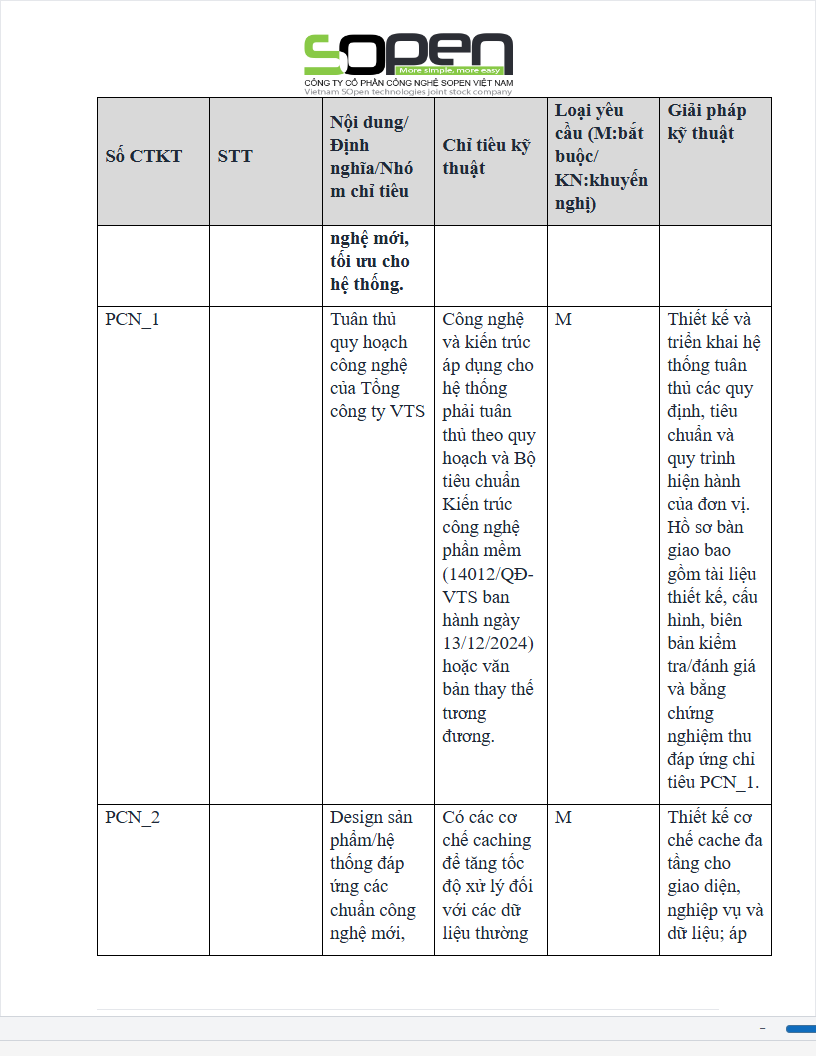 sopen
More simple, more easy
CÔNG TY CỔ PHẦN CÔNG NGHỆ SOPEN VIỆT NAM
Vietnam SOpen technologies joint stock company
Số CTKT
STT
Nội dung/
Định
nghĩa/Nhó
m chỉ tiêu
Chỉ tiêu kỹ
thuật
Loại yêu
cầu (M:bắt
buộc/
KN:khuyến
nghị)
Giải pháp
kỹ thuật
nghệ mới,
tối ưu cho
hệ thống.
PCN_1
Tuân thủ
quy hoạch
công nghệ
của Tổng
công ty VTS
Công nghệ
và kiến trúc
áp dụng cho
hệ thống
phải tuân
thủ theo quy
hoạch và Bộ
tiêu chuẩn
Kiến trúc
công nghệ
phần mềm
(14012/QĐ-
VTS ban
hành ngày
13/12/2024)
hoặc văn
bản thay thế
tương
đương.
M
Thiết kế và
triển khai hệ
thống tuân
thủ các quy
định, tiêu
chuẩn và
quy trình
hiện hành
của đơn vị.
Hồ sơ bàn
giao bao
gồm tài liệu
thiết kế, cấu
hình, biên
bản kiểm
tra/đánh giá
và bằng
chứng
nghiệm thu
đáp ứng chỉ
tiêu PCN_1.
PCN_2
Design sản
phẩm/hệ
thống đáp
ứng các
chuẩn công
nghệ mới,
Có các cơ
chế caching
để tăng tốc
độ xử lý đối
với các dữ
liệu thường
M
Thiết kế cơ
chế cache đa
tầng cho
giao diện,
nghiệp vụ và
dữ liệu; áp